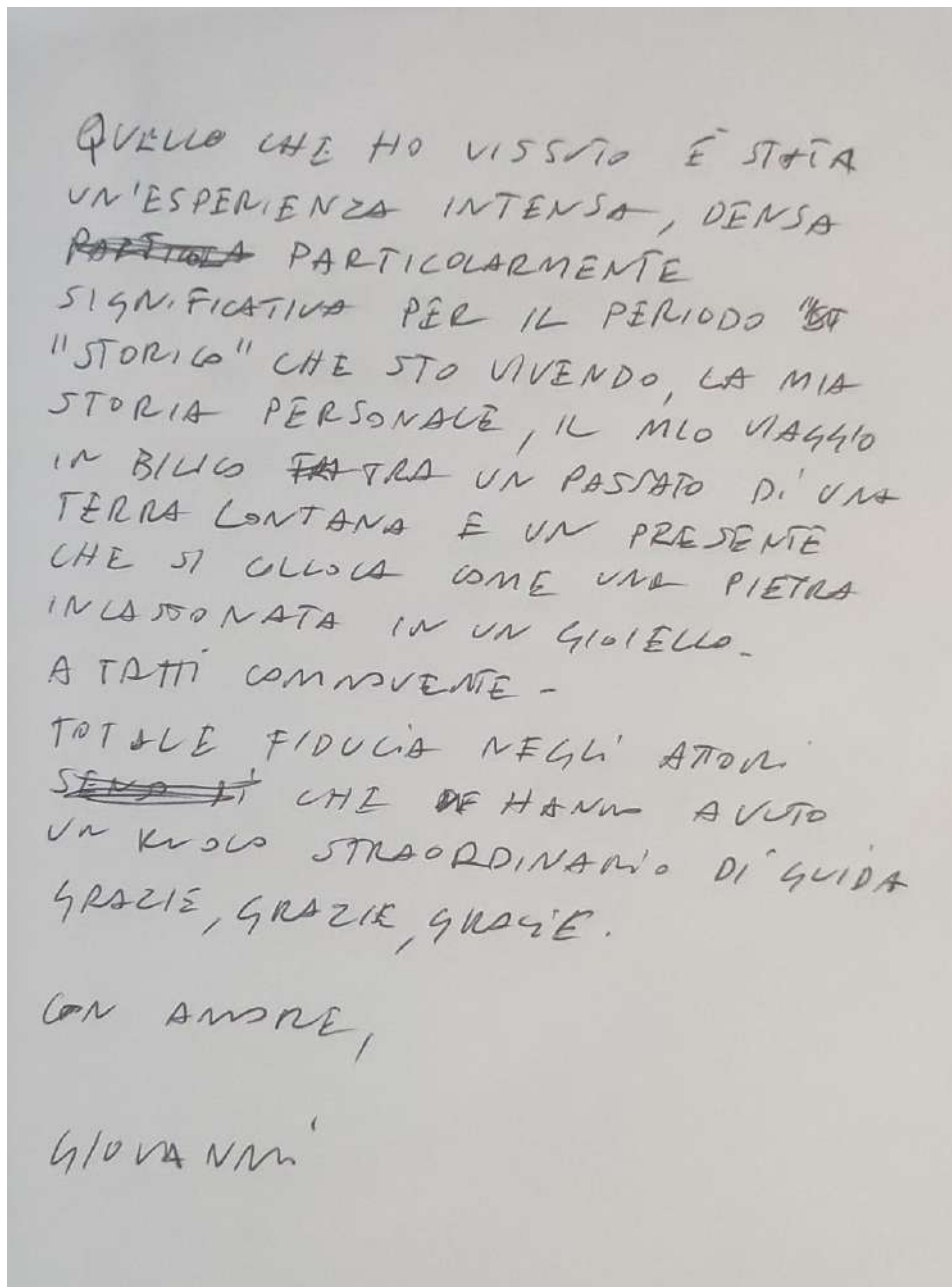 QUELLO CHE HO VISSUTO È STATA
UN'ESPERIENZA INTENSA, DENSA
PARTICOLARMENTE
SIGNIFICATIVA PER IL PERIODO
"STORICO" CHE STO VIVENDO, LA MIA
STORIA PERSONALE, IL MIO VIAGGIO
IN BILICO TRA UN PASSATO DI UNA
TERRA LONTANA E UN PRESENTE
CHE SI COLLOCA COME UNA PIETRA
INCASTONATA IN UN GIOIELLO.
A TRATTI COMMOVENTE -
TOTALE FIDUCIA NEGLI ATTORI
CHE HANNO AVUTO
UN RUOLO STRAORDINARIO DI GUIDA
GRAZIE, GRAZIE, GRAZIE.
CON AMORE,
GIOVANNI